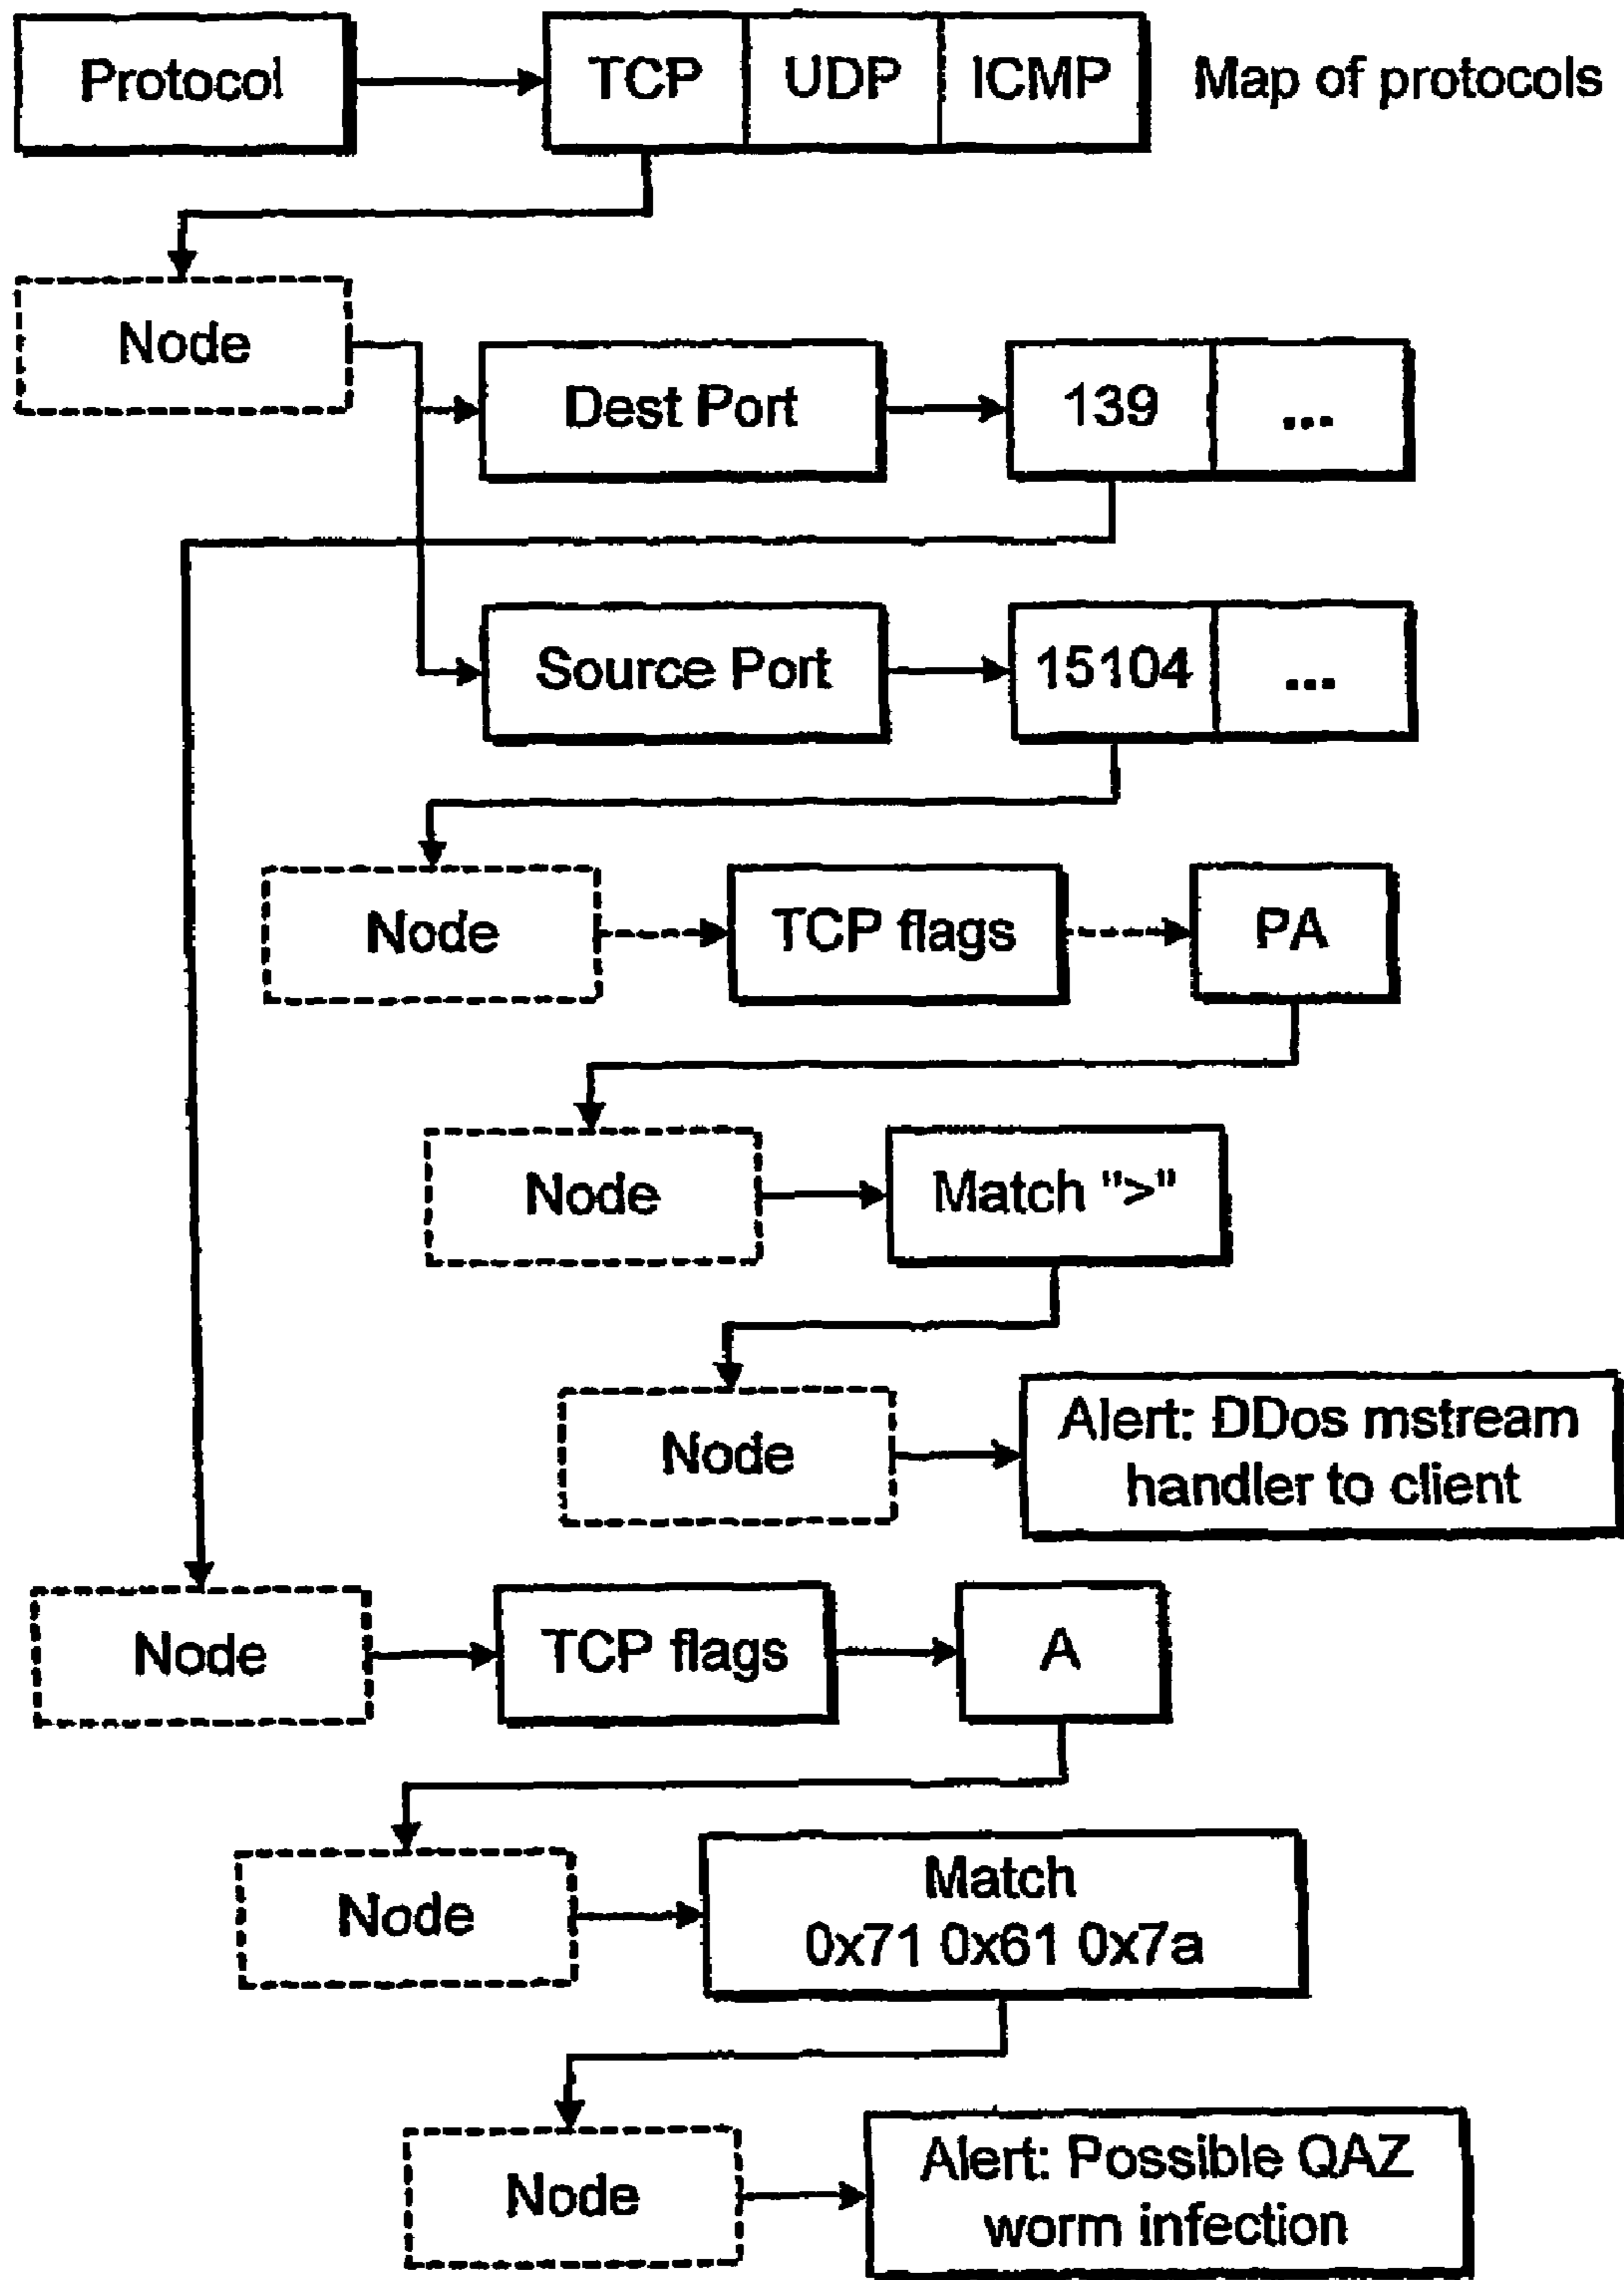 Protocol
TCP UDP ICMP
Map of protocols
Node
Dest Port
139 ...
Source Port
15104 ...
Node
TCP flags
PA
Node
Match ">"
Node
Alert: DDos mstream
handler to client
Node
TCP flags
A
Node
Match
0x71 0x61 0x7a
Node
Alert: Possible QAZ
worm infection